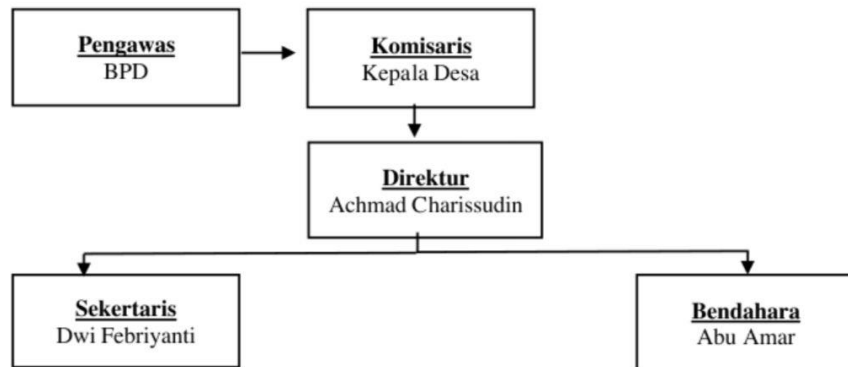 Pengawas
BPD
Komisaris
Kepala Desa
Direktur
Achmad Charissudin
Sekertaris
Dwi Febriyanti
Bendahara
Abu Amar